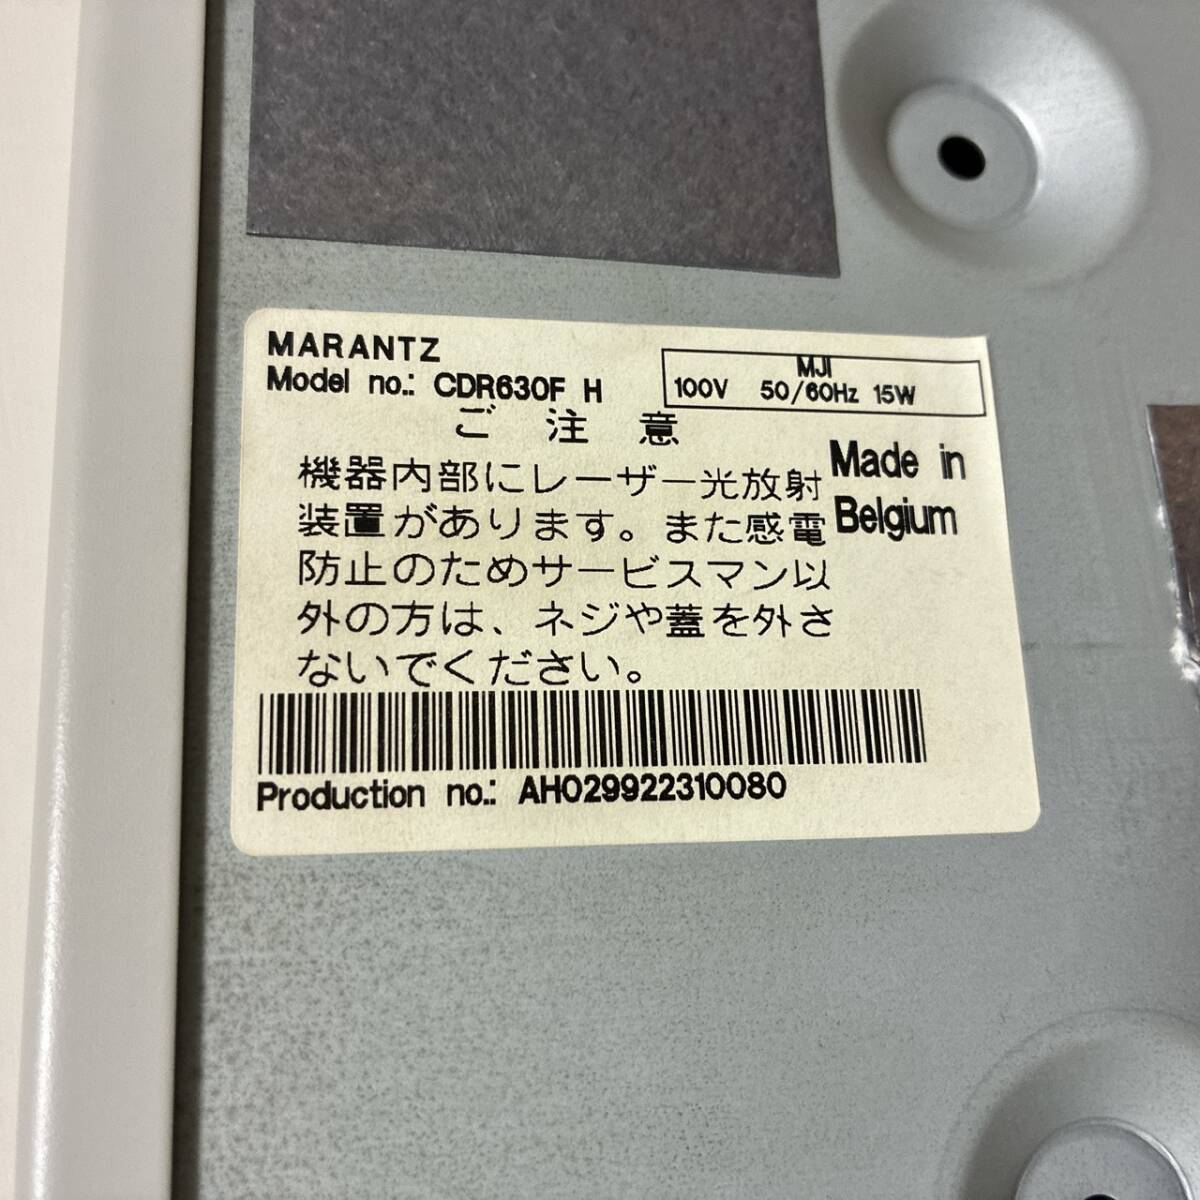 MARANTZ
Model no.: CDR630F H
MJI
100V 50/60Hz 15W
ご 注 意
機器内部にレーザー光放射
装置があります。また感電
防止のためサービスマン以
外の方は、ネジや蓋を外さ
ないでください。
Made in
Belgium
Production no.: AH029922310080